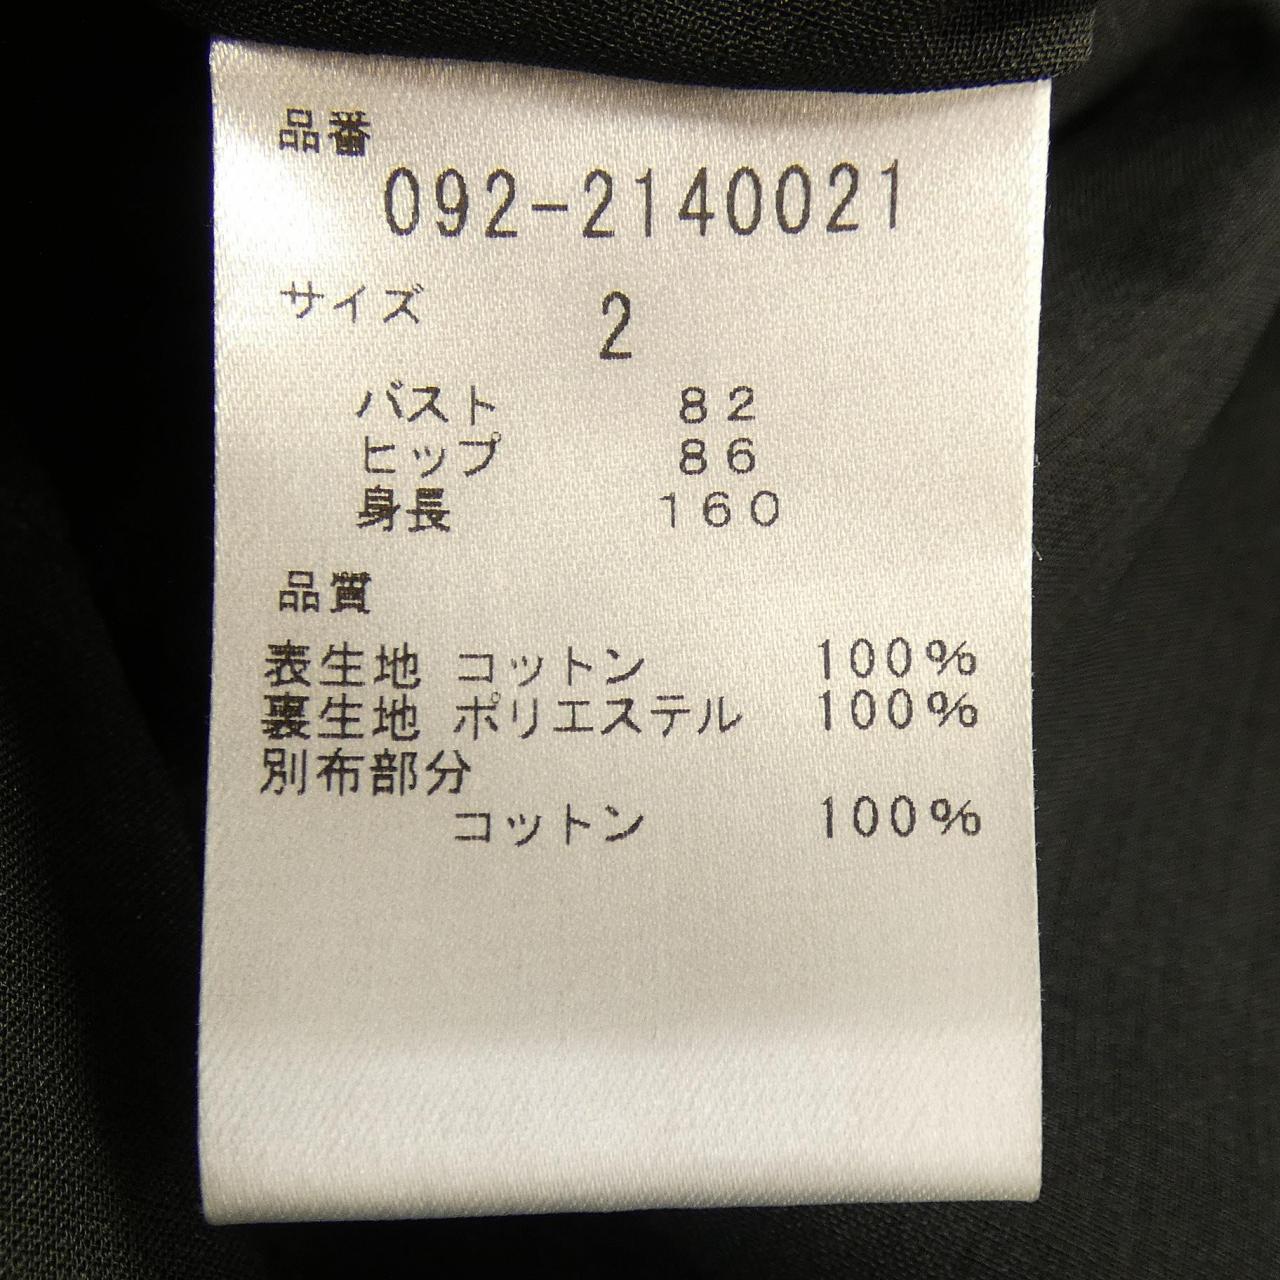 品番
092-2140021
サイズ 2
バスト 82
ヒップ 86
身長 160
品質
表生地 コットン 100%
裏生地 ポリエステル 100%
別布部分
コットン 100%